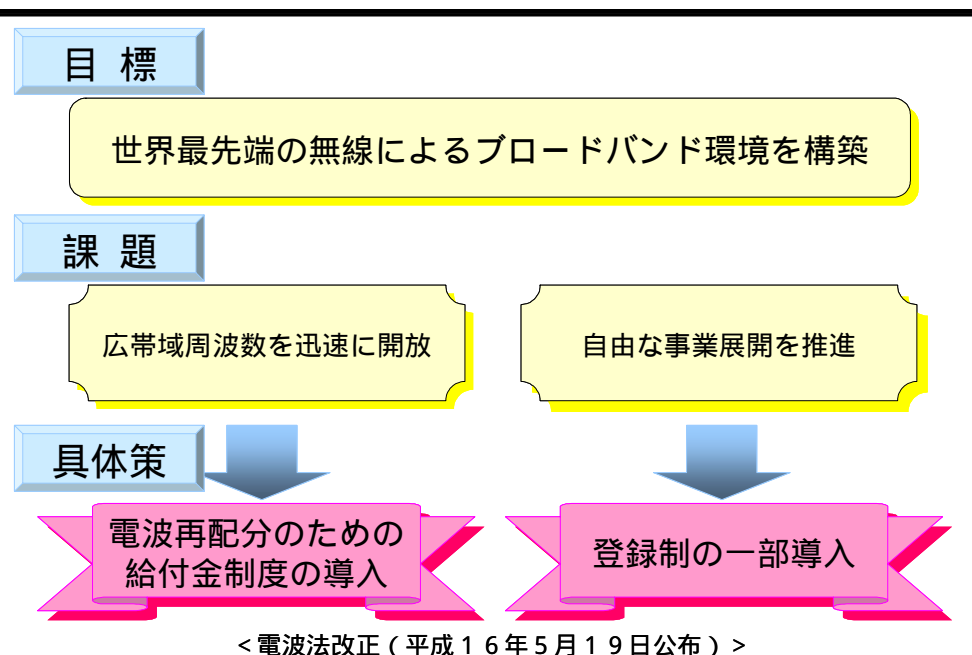 目 標
世界最先端の無線によるブロードバンド環境を構築
課 題
広帯域周波数を迅速に開放
自由な事業展開を推進
具体策
電波再配分のための
給付金制度の導入
登録制の一部導入
＜電波法改正（平成１６年５月１９日公布）＞